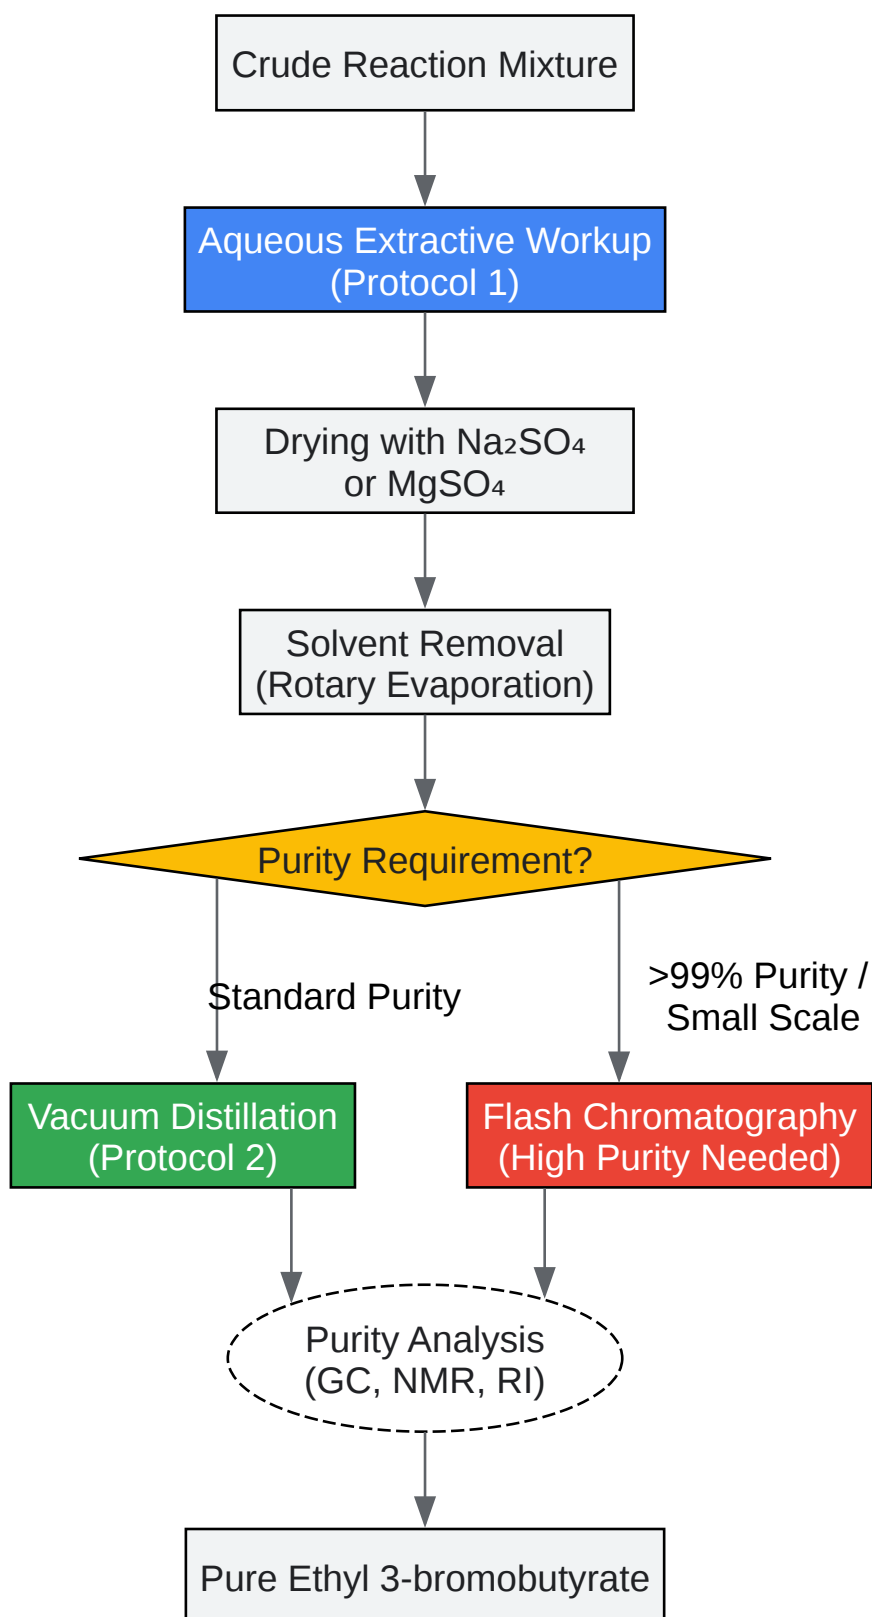 Crude Reaction Mixture
Aqueous Extractive Workup
(Protocol 1)
Drying with Na₂SO₄
or MgSO₄
Solvent Removal
(Rotary Evaporation)
Purity Requirement?
Standard Purity
>99% Purity /
Small Scale
Vacuum Distillation
(Protocol 2)
Flash Chromatography
(High Purity Needed)
Purity Analysis
(GC, NMR, RI)
Pure Ethyl 3-bromobutyrate